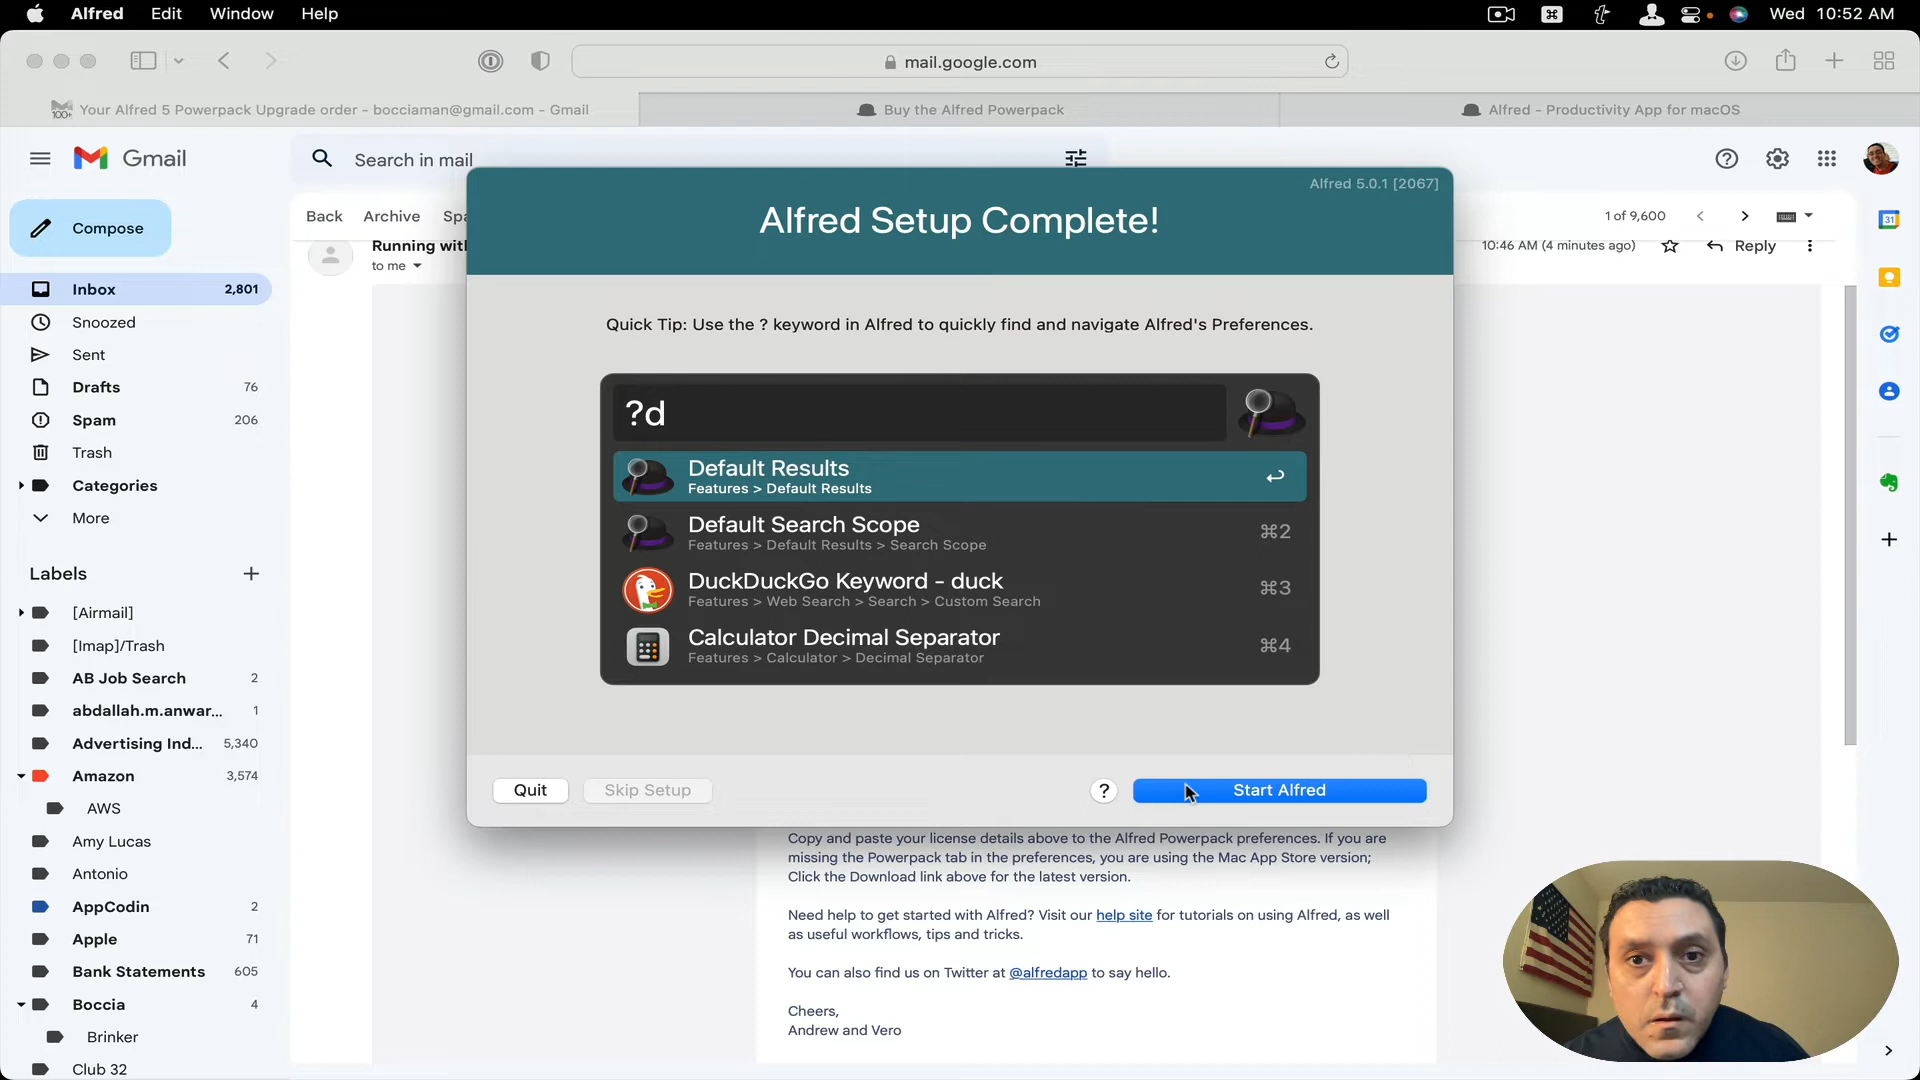 Alfred Edit Window Help
Wed 10:52 AM
mail.google.com
Your Alfred 5 Powerpack Upgrade order - bocciaman@gmail.com - Gmail
Buy the Alfred Powerpack
Alfred - Productivity App for macOS
Gmail
Search in mail
Compose
Inbox 2,801
Snoozed
Sent
Drafts 76
Spam 206
Trash
Categories
More
Labels
[Airmail]
[Imap]/Trash
AB Job Search 2
abdallah.m.anwar... 1
Advertising Ind... 5,340
Amazon 3,574
AWS
Amy Lucas
Antonio
AppCodin 2
Apple 71
Bank Statements 605
Boccia 4
Brinker
Club 32
Back Archive Spa
1 of 9,600
Running with
to me
10:46 AM (4 minutes ago)
Reply
Alfred 5.0.1 [2067]
Alfred Setup Complete!
Quick Tip: Use the ? keyword in Alfred to quickly find and navigate Alfred's Preferences.
?d
Default Results
Features > Default Results
Default Search Scope ⌘2
Features > Default Results > Search Scope
DuckDuckGo Keyword - duck ⌘3
Features > Web Search > Search > Custom Search
Calculator Decimal Separator ⌘4
Features > Calculator > Decimal Separator
Quit
Skip Setup
?
Start Alfred
Copy and paste your license details above to the Alfred Powerpack preferences. If you are
missing the Powerpack tab in the preferences, you are using the Mac App Store version;
Click the Download link above for the latest version.
Need help to get started with Alfred? Visit our help site for tutorials on using Alfred, as well
as useful workflows, tips and tricks.
You can also find us on Twitter at @alfredapp to say hello.
Cheers,
Andrew and Vero